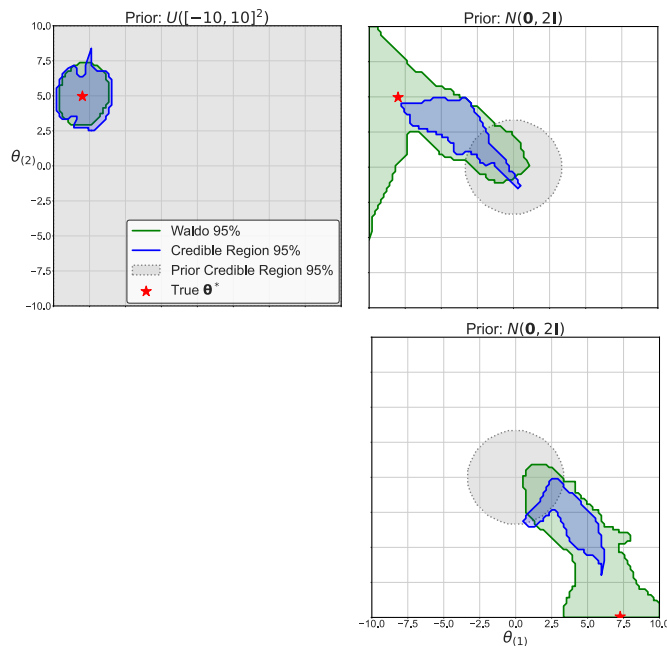 Prior: U([−10, 10]²)
10.0
7.5
5.0
2.5
θ(2) 0.0
2.5
5.0
7.5
−10.0
Waldo 95%
Credible Region 95%
Prior Credible Region 95%
True θ*
Prior: N(0, 2I)
Prior: N(0, 2I)
−10.0 −7.5 −5.0 −2.5 0.0 2.5 5.0 7.5 10.0
θ(1)